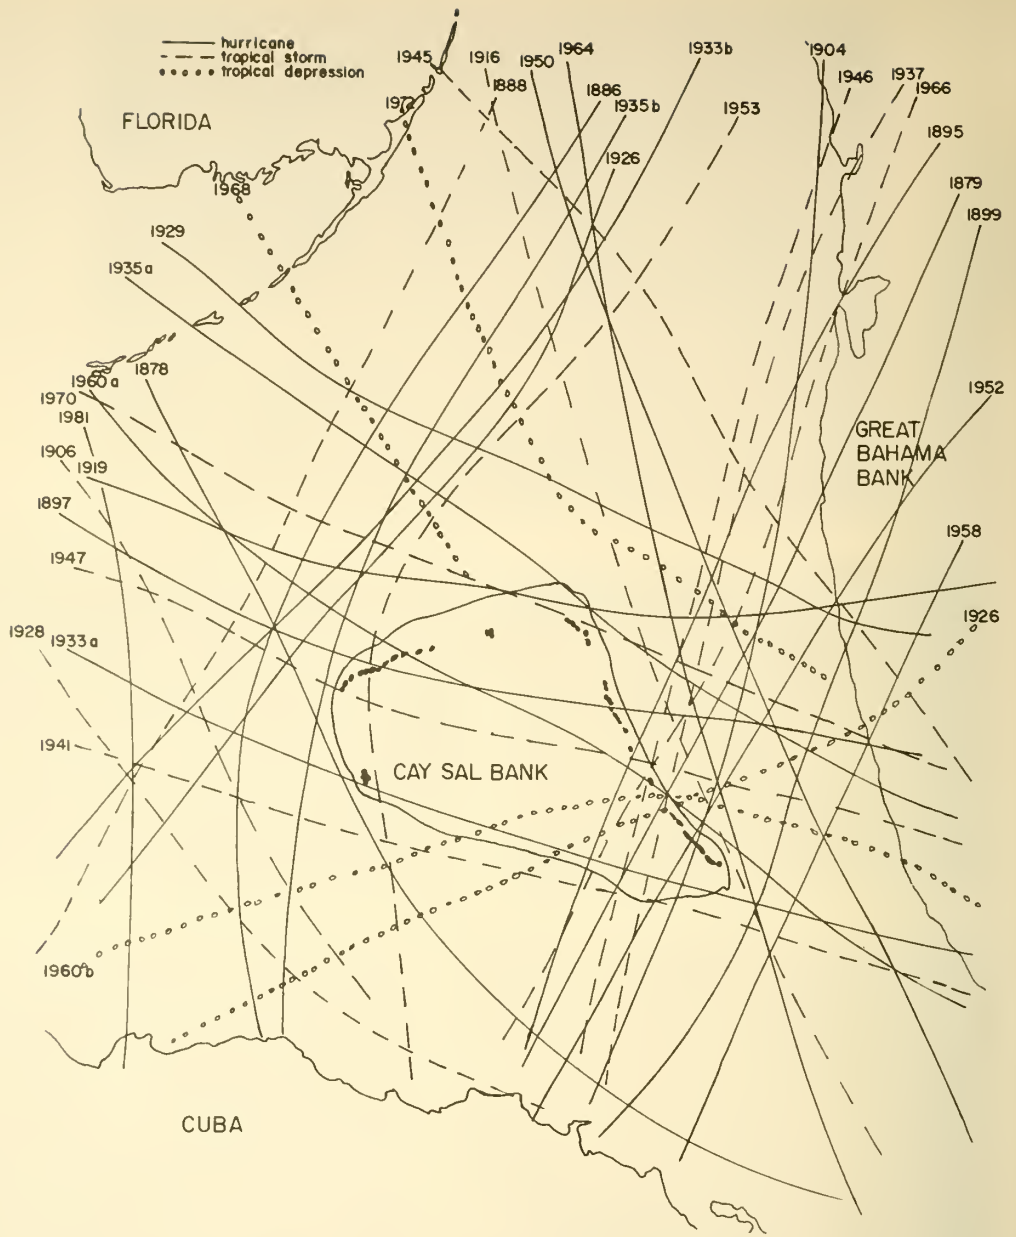 hurricane
tropical storm
tropical depression
FLORIDA
1945
1916
1950
1964
1933b
1904
1946
1937
1966
1972
1888
1886
1935b
1953
1895
1926
1968
1879
1899
1929
1935a
1960a
1878
1970
1981
1906
1919
1952
GREAT
BAHAMA
BANK
1897
1958
1947
1926
1928
1933a
1941
CAY SAL BANK
1960b
CUBA